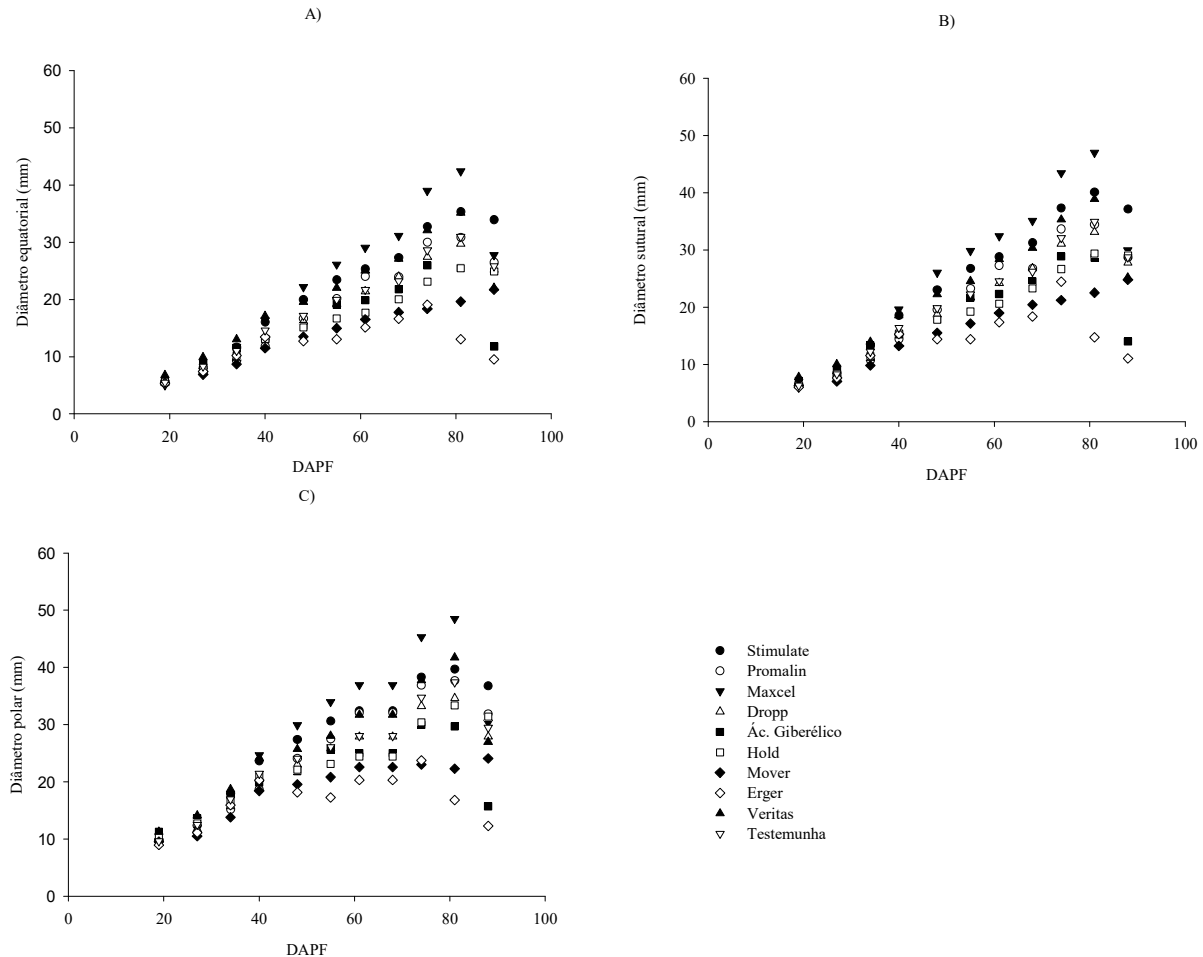 A)
Diâmetro equatorial (mm)
60
50
40
30
20
10
0
0 20 40 60 80 100
DAPF
B)
Diâmetro sutural (mm)
60
50
40
30
20
10
0
0 20 40 60 80 100
DAPF
C)
Diâmetro polar (mm)
60
50
40
30
20
10
0
0 20 40 60 80 100
DAPF
Stimulate
Promalin
Maxcel
Dropp
Ác. Giberélico
Hold
Mover
Erger
Veritas
Testemunha